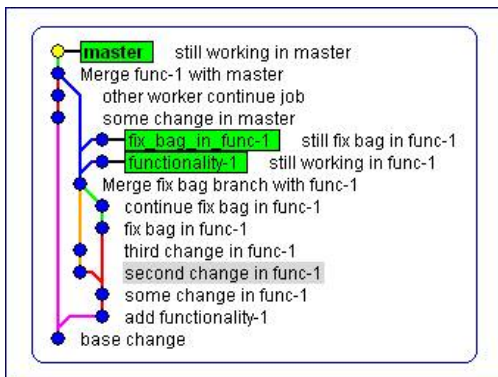 master still working in master
Merge func-1 with master
other worker continue job
some change in master
fix_bag_in_func-1 still fix bag in func-1
functionality-1 still working in func-1
Merge fix bag branch with func-1
continue fix bag in func-1
fix bag in func-1
third change in func-1
second change in func-1
some change in func-1
add functionality-1
base change